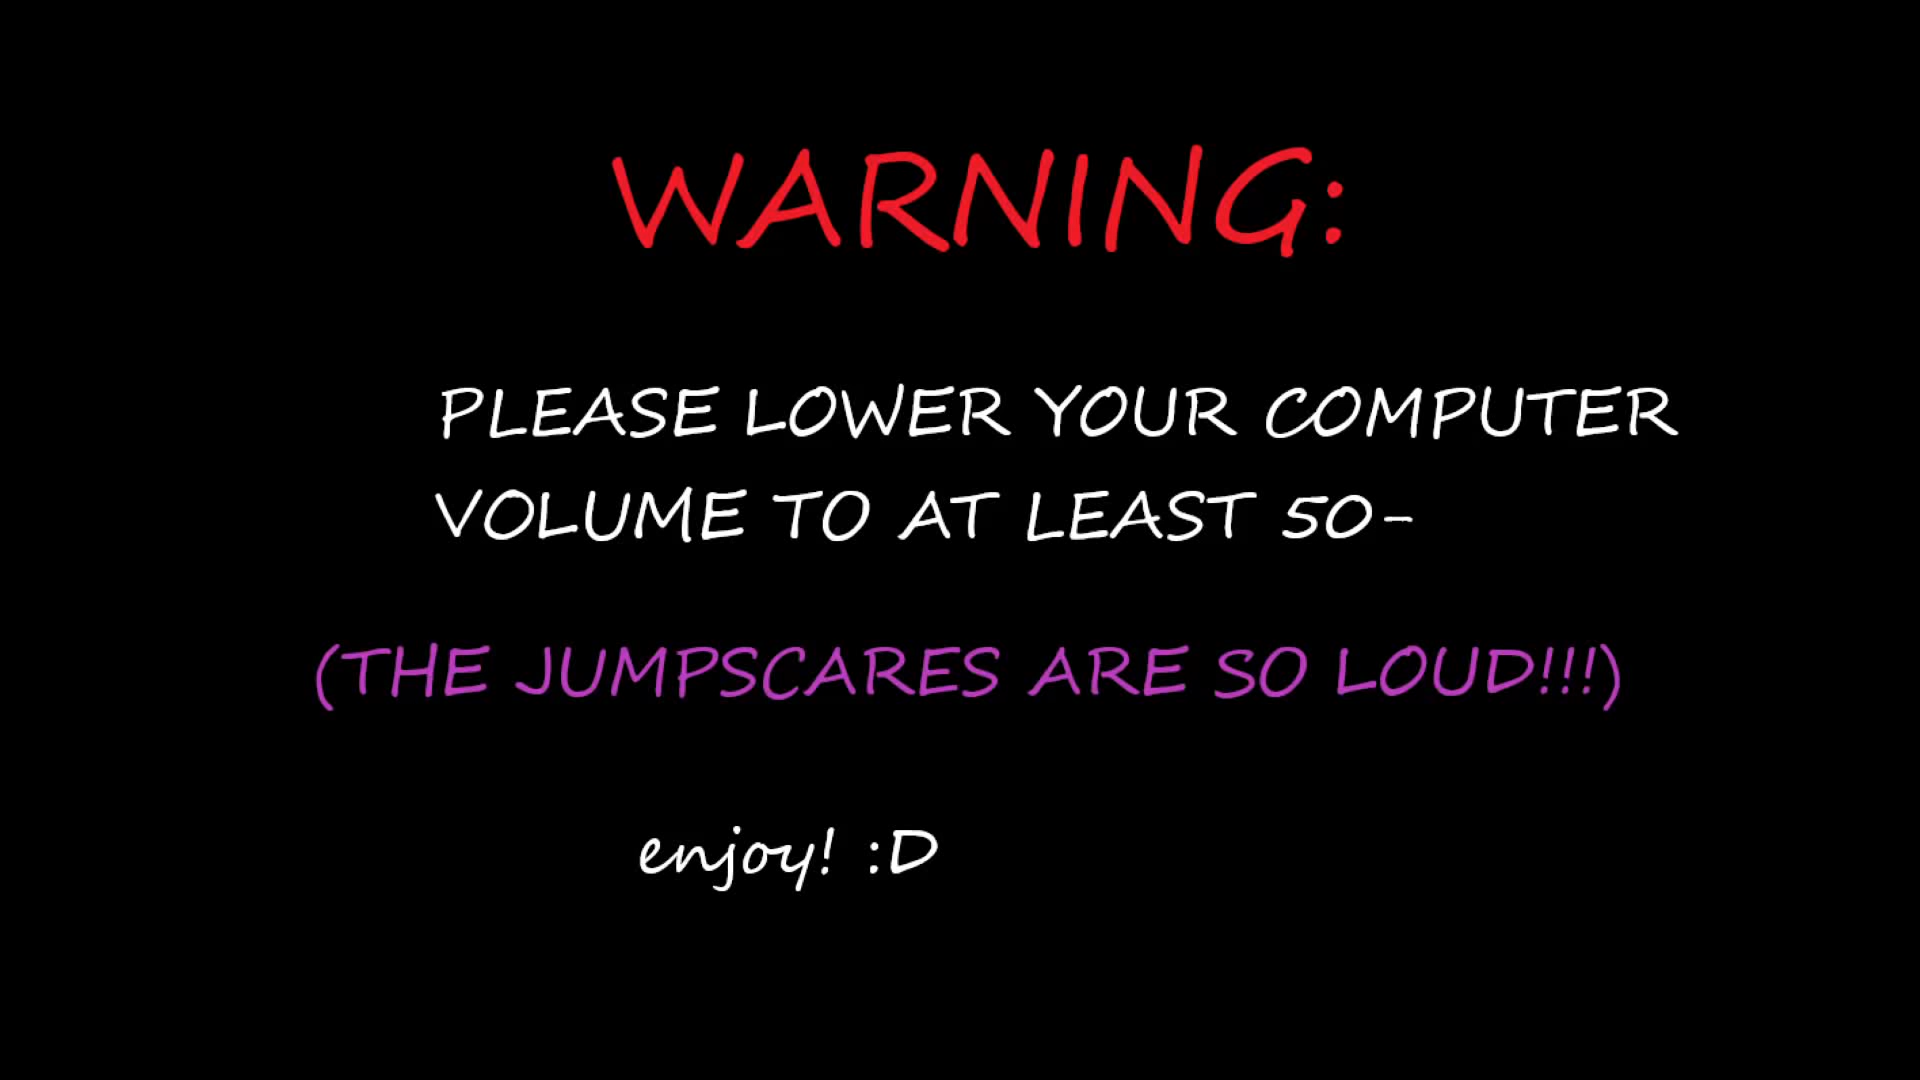 WARNING:
PLEASE LOWER YOUR COMPUTER
VOLUME TO AT LEAST 50-
(THE JUMPSCARES ARE SO LOUD!!!)
enjoy! :D